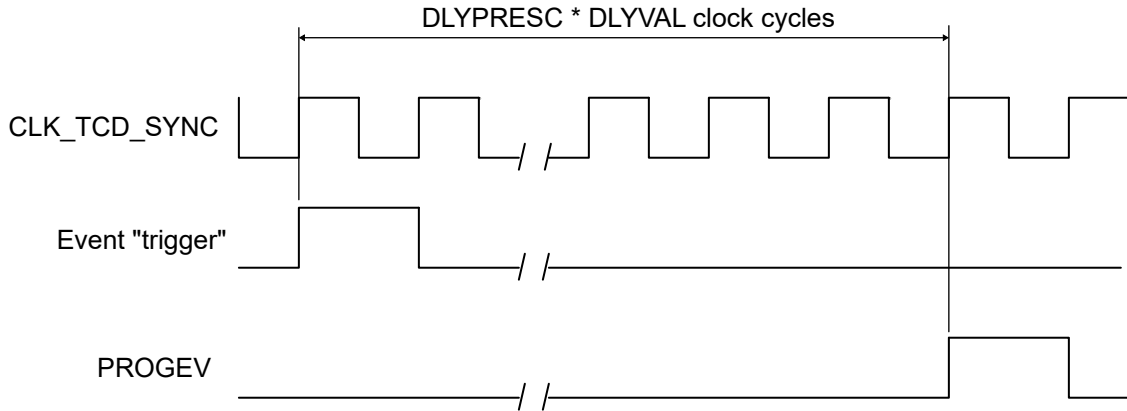 DLYPRESC * DLYVAL clock cycles
CLK_TCD_SYNC
Event "trigger"
PROGEV